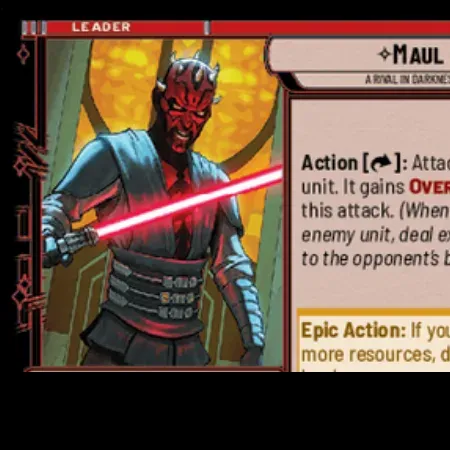 LEADER
MAUL
A RIVAL IN DARKNES
Action [ ]: Attac
unit. It gains OVER
this attack. (When
enemy unit, deal ex
to the opponent's b
Epic Action: If you
more resources, d